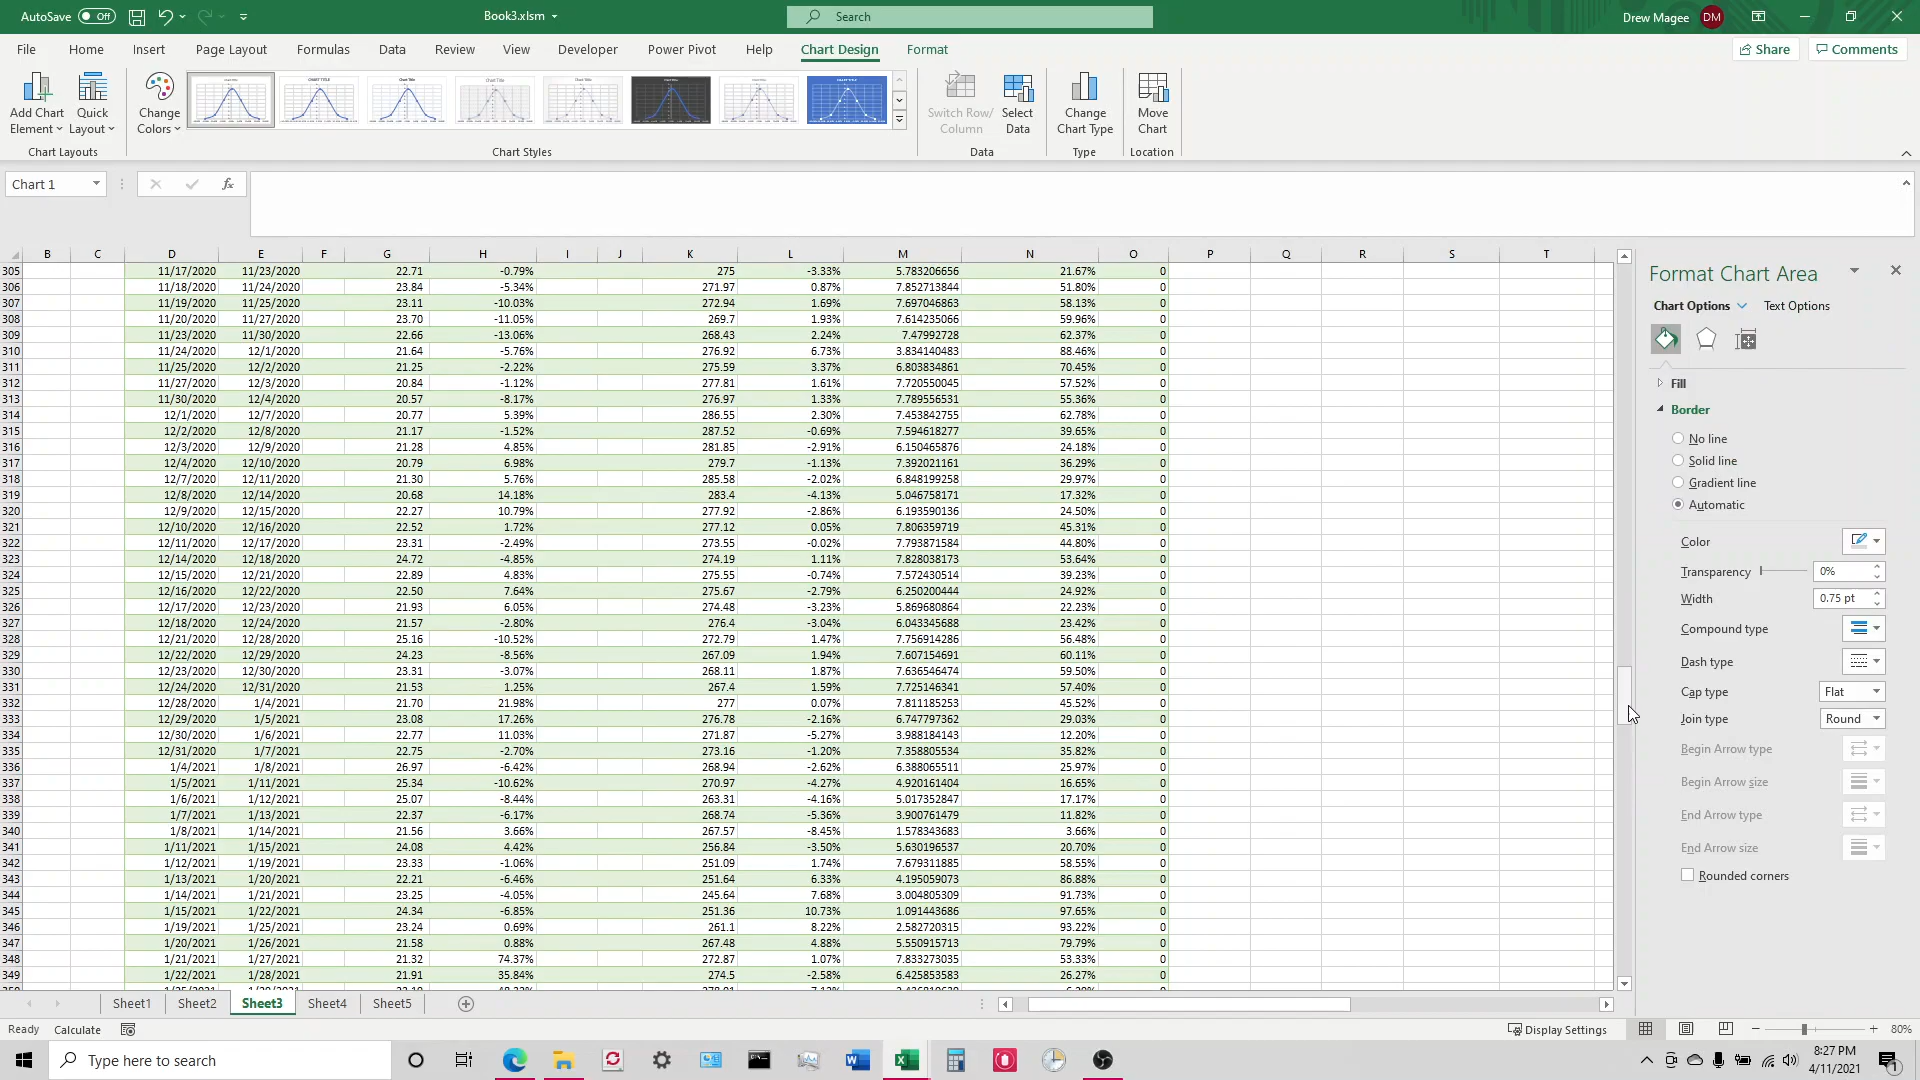 AutoSave Off Book3.xlsm Search Drew Magee DM
File Home Insert Page Layout Formulas Data Review View Developer Power Pivot Help Chart Design Format Share Comments
Add Chart Element Quick Layout Change Colors Switch Row/ Column Select Data Change Chart Type Move Chart
Chart Layouts Chart Styles Data Type Location
Chart 1 fx
B C D E F G H I J K L M N O P Q R S T
305 11/17/2020 11/23/2020 22.71 -0.79% 275 -3.33% 5.783206656 21.67% 0
306 11/18/2020 11/24/2020 23.84 -5.34% 271.97 0.87% 7.852713844 51.80% 0
307 11/19/2020 11/25/2020 23.11 -10.03% 272.94 1.69% 7.697046863 58.13% 0
308 11/20/2020 11/27/2020 23.70 -11.05% 269.7 1.93% 7.614235066 59.96% 0
309 11/23/2020 11/30/2020 22.66 -13.06% 268.43 2.24% 7.47992728 62.37% 0
310 11/24/2020 12/1/2020 21.64 -5.76% 276.92 6.73% 3.834140483 88.46% 0
311 11/25/2020 12/2/2020 21.25 -2.22% 275.59 3.37% 6.803834861 70.45% 0
312 11/27/2020 12/3/2020 20.84 -1.12% 277.81 1.61% 7.720550045 57.52% 0
313 11/30/2020 12/4/2020 20.57 -8.17% 276.97 1.33% 7.789556531 55.36% 0
314 12/1/2020 12/7/2020 20.77 5.39% 286.55 2.30% 7.453842755 62.78% 0
315 12/2/2020 12/8/2020 21.17 -1.52% 287.52 -0.69% 7.594618277 39.65% 0
316 12/3/2020 12/9/2020 21.28 4.85% 281.85 -2.91% 6.150465876 24.18% 0
317 12/4/2020 12/10/2020 20.79 6.98% 279.7 -1.13% 7.392021161 36.29% 0
318 12/7/2020 12/11/2020 21.30 5.76% 285.58 -2.02% 6.848199258 29.97% 0
319 12/8/2020 12/14/2020 20.68 14.18% 283.4 -4.13% 5.046758171 17.32% 0
320 12/9/2020 12/15/2020 22.27 10.79% 277.92 -2.86% 6.193590136 24.50% 0
321 12/10/2020 12/16/2020 22.52 1.72% 277.12 0.05% 7.806359719 45.31% 0
322 12/11/2020 12/17/2020 23.31 -2.49% 273.55 -0.02% 7.793871584 44.80% 0
323 12/14/2020 12/18/2020 24.72 -4.85% 274.19 1.11% 7.828038173 53.64% 0
324 12/15/2020 12/21/2020 22.89 4.83% 275.55 -0.74% 7.572430514 39.23% 0
325 12/16/2020 12/22/2020 22.50 7.64% 275.67 -2.79% 6.250200444 24.92% 0
326 12/17/2020 12/23/2020 21.93 6.05% 274.48 -3.23% 5.869680864 22.23% 0
327 12/18/2020 12/24/2020 21.57 -2.80% 276.4 -3.04% 6.043345688 23.42% 0
328 12/21/2020 12/28/2020 25.16 -10.52% 272.79 1.47% 7.756914286 56.48% 0
329 12/22/2020 12/29/2020 24.23 -8.56% 267.09 1.94% 7.607154691 60.11% 0
330 12/23/2020 12/30/2020 23.31 -3.07% 268.11 1.87% 7.636546474 59.50% 0
331 12/24/2020 12/31/2020 21.53 1.25% 267.4 1.59% 7.725146341 57.40% 0
332 12/28/2020 1/4/2021 21.70 21.98% 277 0.07% 7.811185253 45.52% 0
333 12/29/2020 1/5/2021 23.08 17.26% 276.78 -2.16% 6.747797362 29.03% 0
334 12/30/2020 1/6/2021 22.77 11.03% 271.87 -5.27% 3.988184143 12.20% 0
335 12/31/2020 1/7/2021 22.75 -2.70% 273.16 -1.20% 7.358805534 35.82% 0
336 1/4/2021 1/8/2021 26.97 -6.42% 268.94 -2.62% 6.388065511 25.97% 0
337 1/5/2021 1/11/2021 25.34 -10.62% 270.97 -4.27% 4.920161404 16.65% 0
338 1/6/2021 1/12/2021 25.07 -8.44% 263.31 -4.16% 5.017352847 17.17% 0
339 1/7/2021 1/13/2021 22.37 -6.17% 268.74 -5.36% 3.900761479 11.82% 0
340 1/8/2021 1/14/2021 21.56 3.66% 267.57 -8.45% 1.578343683 3.66% 0
341 1/11/2021 1/15/2021 24.08 4.42% 256.84 -3.50% 5.630196537 20.70% 0
342 1/12/2021 1/19/2021 23.33 -1.06% 251.09 1.74% 7.679311885 58.55% 0
343 1/13/2021 1/20/2021 22.21 -6.46% 251.64 6.33% 4.195059073 86.88% 0
344 1/14/2021 1/21/2021 23.25 -4.05% 245.64 7.68% 3.004805309 91.73% 0
345 1/15/2021 1/22/2021 24.34 -6.85% 251.36 10.73% 1.091443686 97.65% 0
346 1/19/2021 1/25/2021 23.24 0.69% 261.1 8.22% 2.582720315 93.22% 0
347 1/20/2021 1/26/2021 21.58 0.88% 267.48 4.88% 5.550915713 79.79% 0
348 1/21/2021 1/27/2021 21.32 74.37% 272.87 1.07% 7.833273035 53.33% 0
349 1/22/2021 1/28/2021 21.91 35.84% 274.5 -2.58% 6.425853583 26.27% 0
Format Chart Area
Chart Options Text Options
Fill
Border
No line
Solid line
Gradient line
Automatic
Color
Transparency 0%
Width 0.75 pt
Compound type
Dash type
Cap type Flat
Join type Round
Begin Arrow type
Begin Arrow size
End Arrow type
End Arrow size
Rounded corners
Sheet1 Sheet2 Sheet3 Sheet4 Sheet5
Ready Calculate Display Settings 80%
Type here to search 8:27 PM
4/11/2021 1